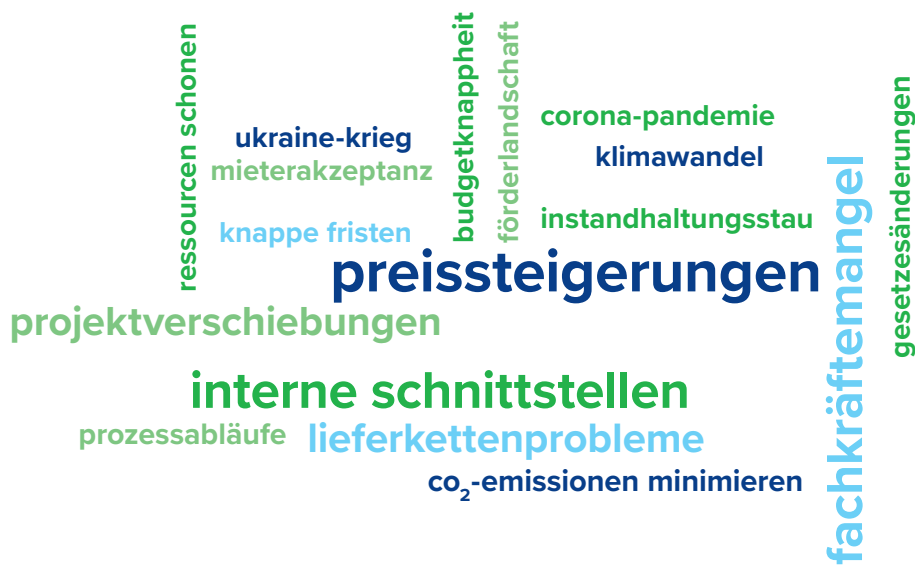 ressourcen schonen
budgetknappheit
förderlandschaft
corona-pandemie
ukraine-krieg
klimawandel
mieterakzeptanz
gesetzesänderungen
fachkräftemangel
instandhaltungsstau
knappe fristen
preissteigerungen
projektverschiebungen
interne schnittstellen
prozessabläufe
lieferkettenprobleme
co₂-emissionen minimieren